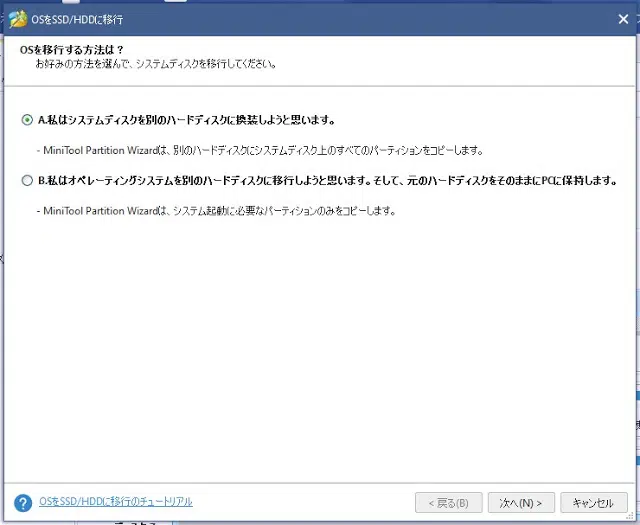 OSをSSD/HDDに移行
OSを移行する方法は？
お好みの方法を選んで、システムディスクを移行してください。
A.私はシステムディスクを別のハードディスクに換装しようと思います。
- MiniTool Partition Wizardは、別のハードディスクにシステムディスク上のすべてのパーティションをコピーします。
B.私はオペレーティングシステムを別のハードディスクに移行しようと思います。そして、元のハードディスクをそのままにPCに保持します。
- MiniTool Partition Wizardは、システム起動に必要なパーティションのみをコピーします。
OSをSSD/HDDに移行のチュートリアル
< 戻る(B)
次へ(N) >
キャンセル